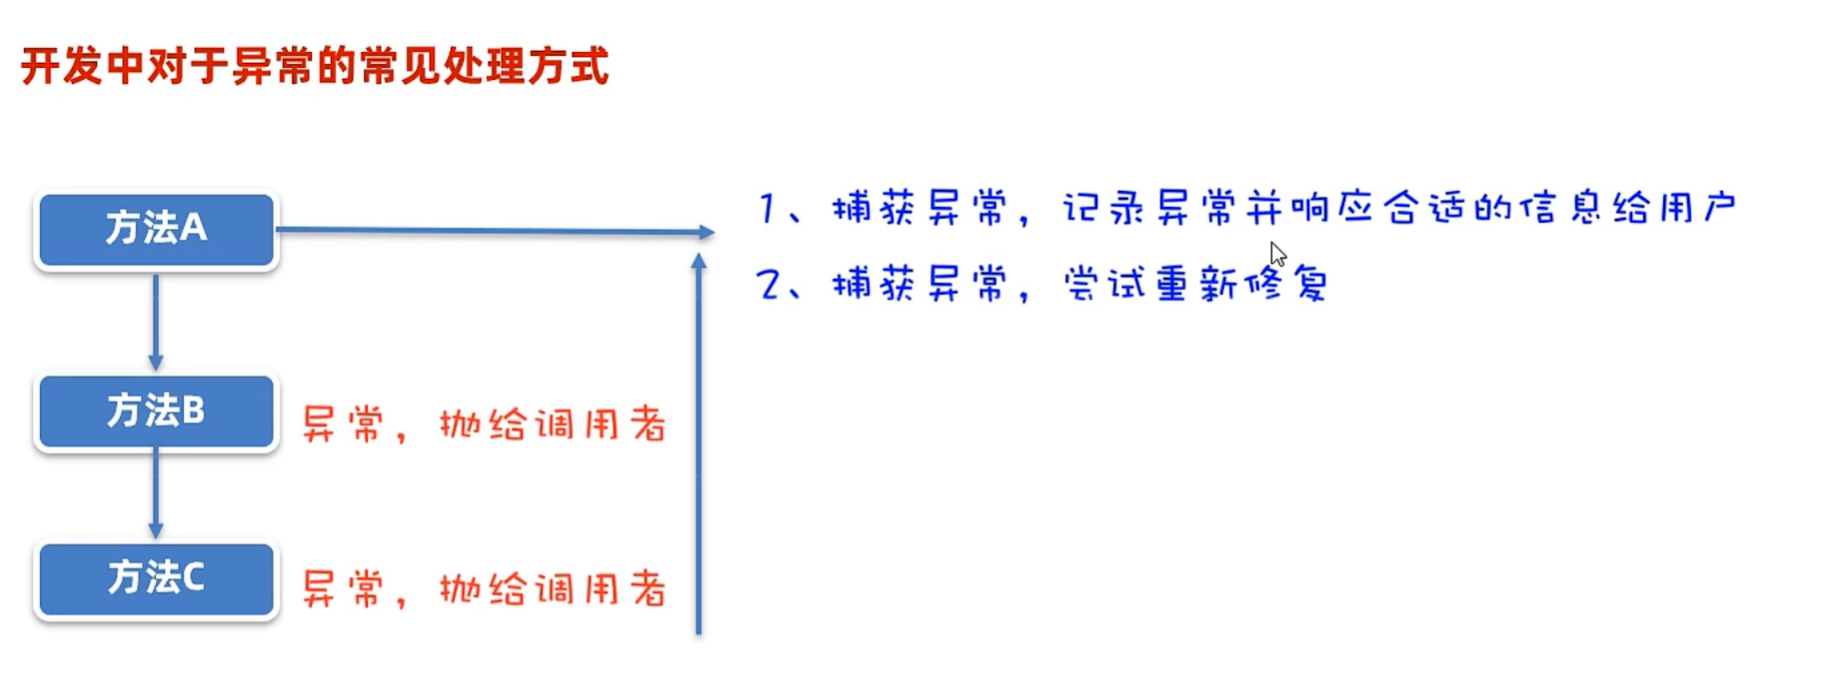 开发中对于异常的常见处理方式
方法A
1、捕获异常，记录异常并响应合适的信息给用户
2、捕获异常，尝试重新修复
方法B
异常，抛给调用者
方法C
异常，抛给调用者